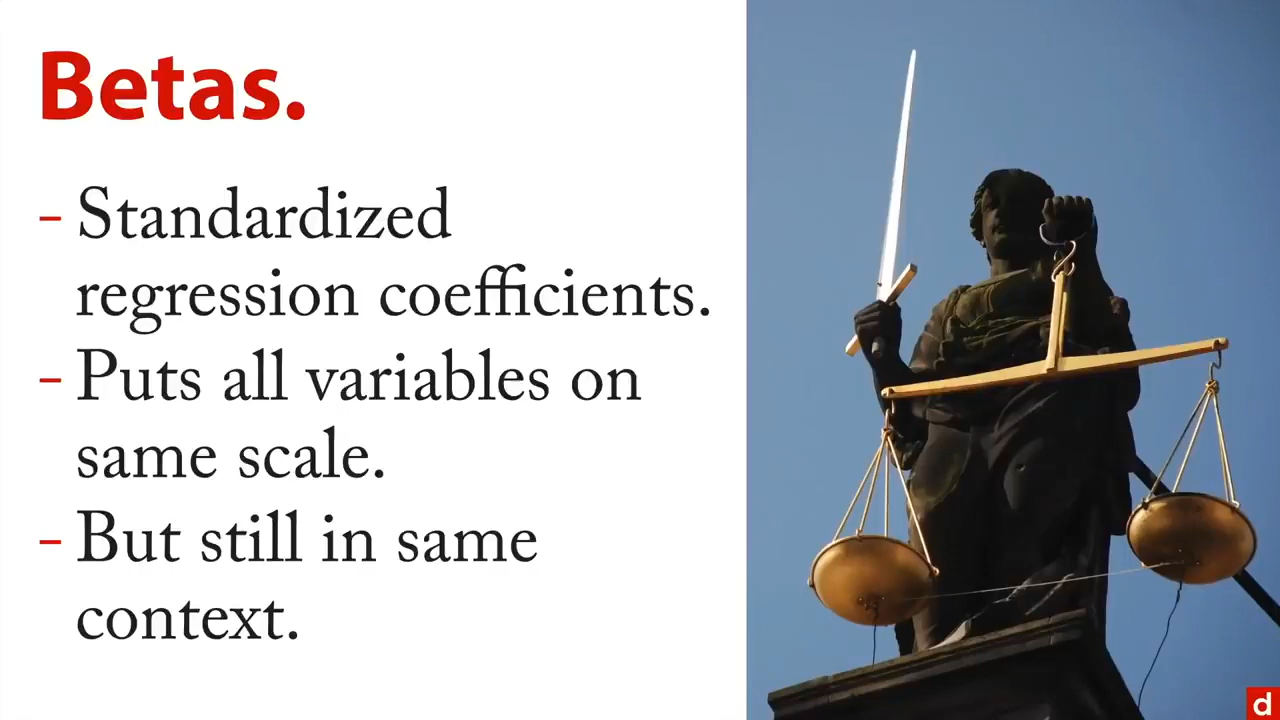 Betas.
- Standardized
regression coefficients.
- Puts all variables on
same scale.
- But still in same
context.
d